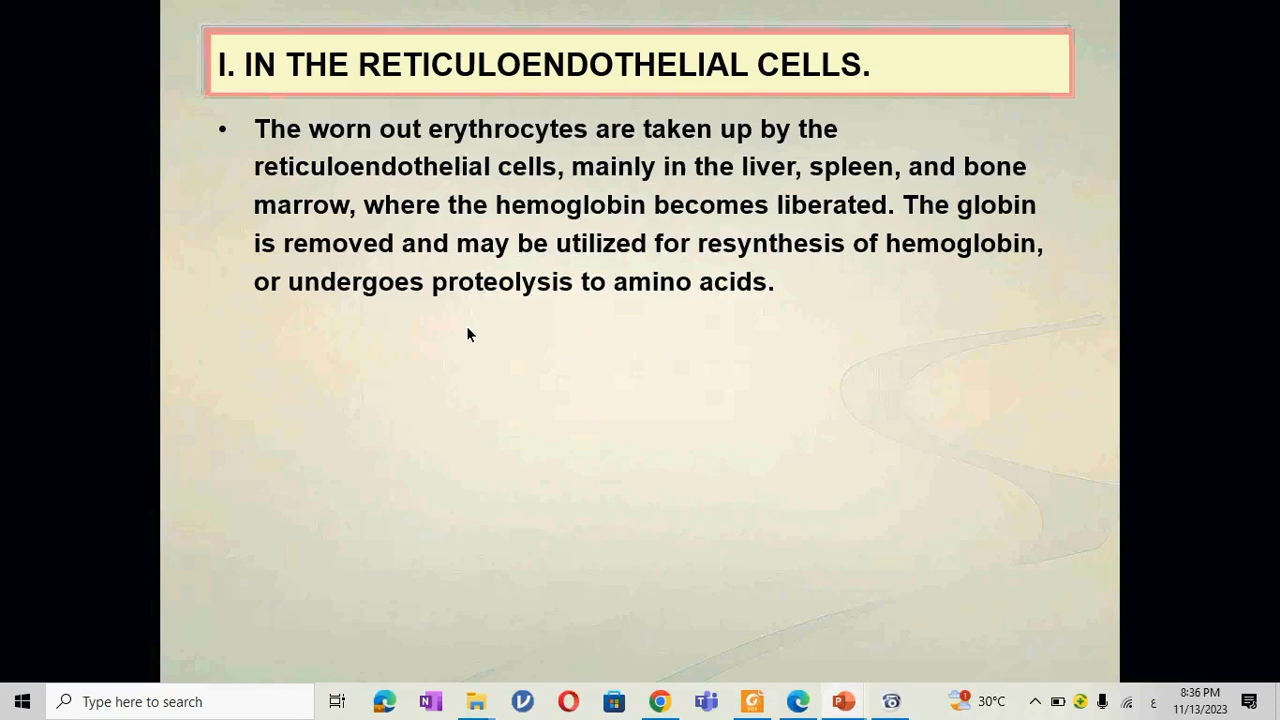 I. IN THE RETICULOENDOTHELIAL CELLS.
• The worn out erythrocytes are taken up by the
reticuloendothelial cells, mainly in the liver, spleen, and bone
marrow, where the hemoglobin becomes liberated. The globin
is removed and may be utilized for resynthesis of hemoglobin,
or undergoes proteolysis to amino acids.
Type here to search
30°C
ع
8:36 PM
11/13/2023